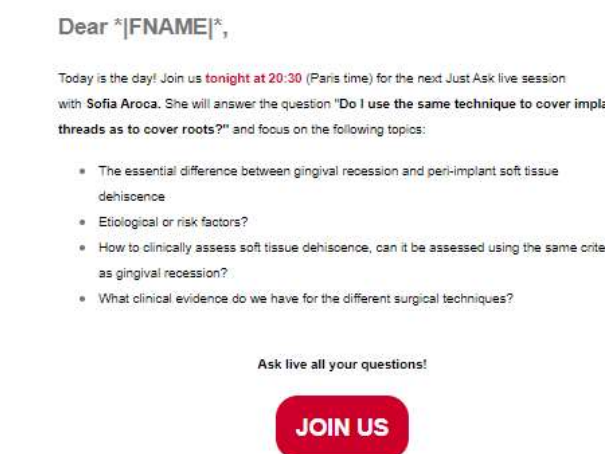 Dear *|FNAME|*,
Today is the day! Join us tonight at 20:30 (Paris time) for the next Just Ask live session
with Sofia Aroca. She will answer the question "Do I use the same technique to cover impla
threads as to cover roots?" and focus on the following topics:
The essential difference between gingival recession and peri-implant soft tissue
dehiscence
Etiological or risk factors?
How to clinically assess soft tissue dehiscence, can it be assessed using the same crite
as gingival recession?
What clinical evidence do we have for the different surgical techniques?
Ask live all your questions!
JOIN US